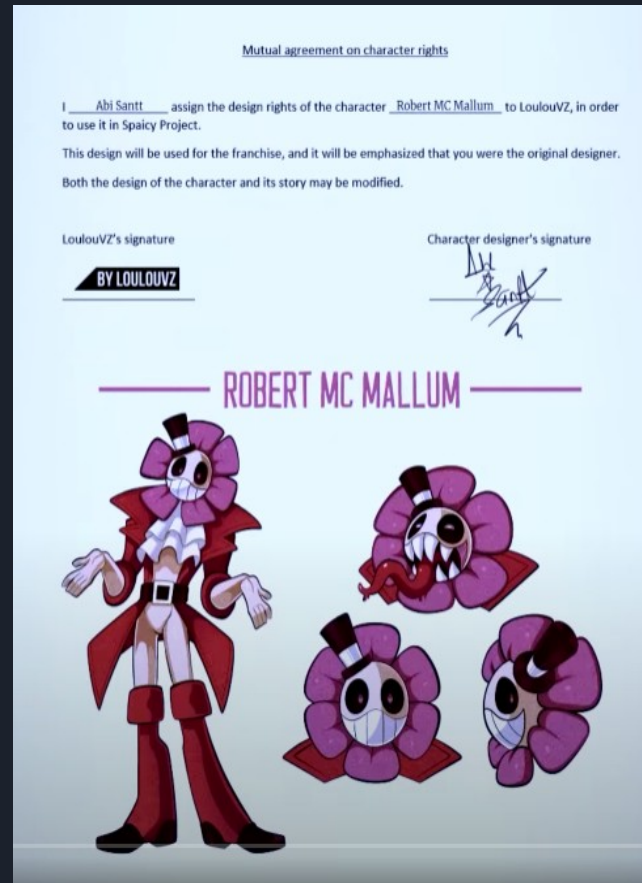 Mutual agreement on character rights
I Abi Santt assign the design rights of the character Robert MC Mallum to LoulouVZ, in order
to use it in Spaicy Project.
This design will be used for the franchise, and it will be emphasized that you were the original designer.
Both the design of the character and its story may be modified.
LoulouVZ's signature
Character designer's signature
BY LOULOUVZ
Santt
ROBERT MC MALLUM